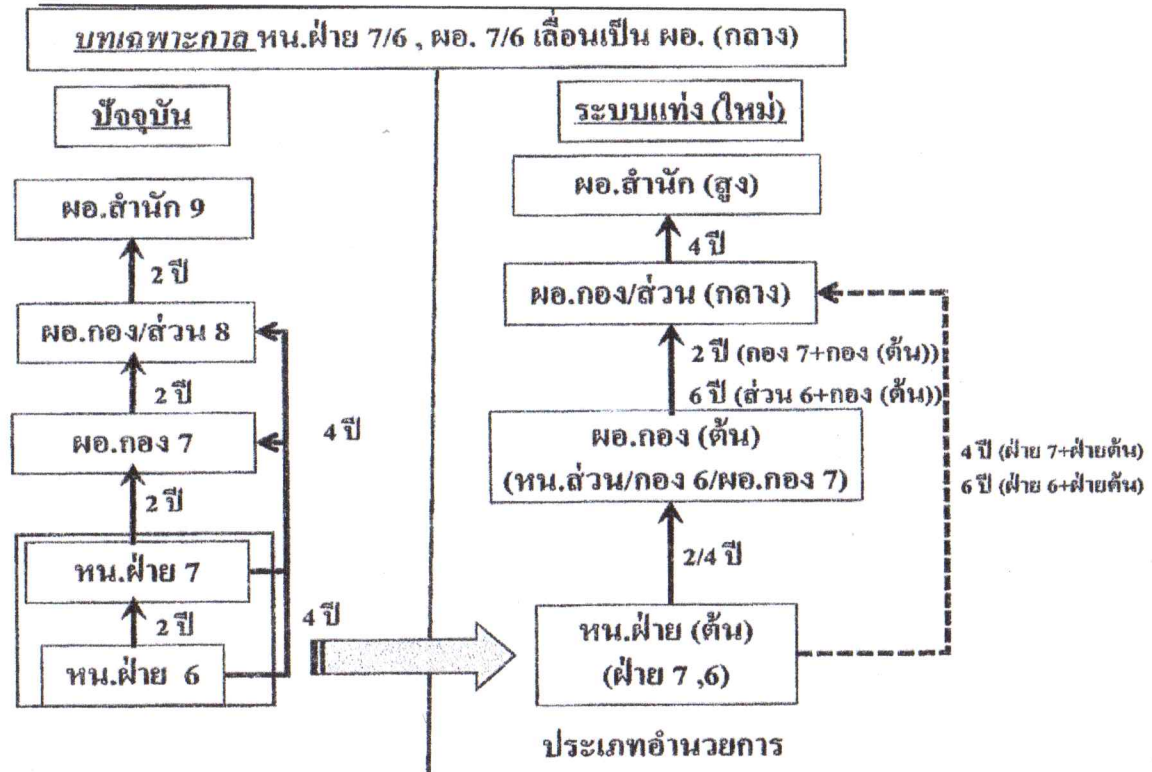 บทเฉพาะกาล หน.ฝ่าย 7/6 , ผอ. 7/6 เลื่อนเป็น ผอ. (กลาง)
ปัจจุบัน
ผอ.สำนัก 9
2 ปี
ผอ.กอง/ส่วน 8
2 ปี
ผอ.กอง 7
4 ปี
2 ปี
หน.ฝ่าย 7
2 ปี
4 ปี
หน.ฝ่าย 6
ระบบแท่ง (ใหม่)
ผอ.สำนัก (สูง)
4 ปี
ผอ.กอง/ส่วน (กลาง)
2 ปี (กอง 7+กอง (ต้น))
6 ปี (ส่วน 6+กอง (ต้น))
ผอ.กอง (ต้น)
(หน.ส่วน/กอง 6/ผอ.กอง 7)
4 ปี (ฝ่าย 7+ฝ่ายต้น)
6 ปี (ฝ่าย 6+ฝ่ายต้น)
2/4 ปี
หน.ฝ่าย (ต้น)
(ฝ่าย 7 ,6)
ประเภทอำนวยการ